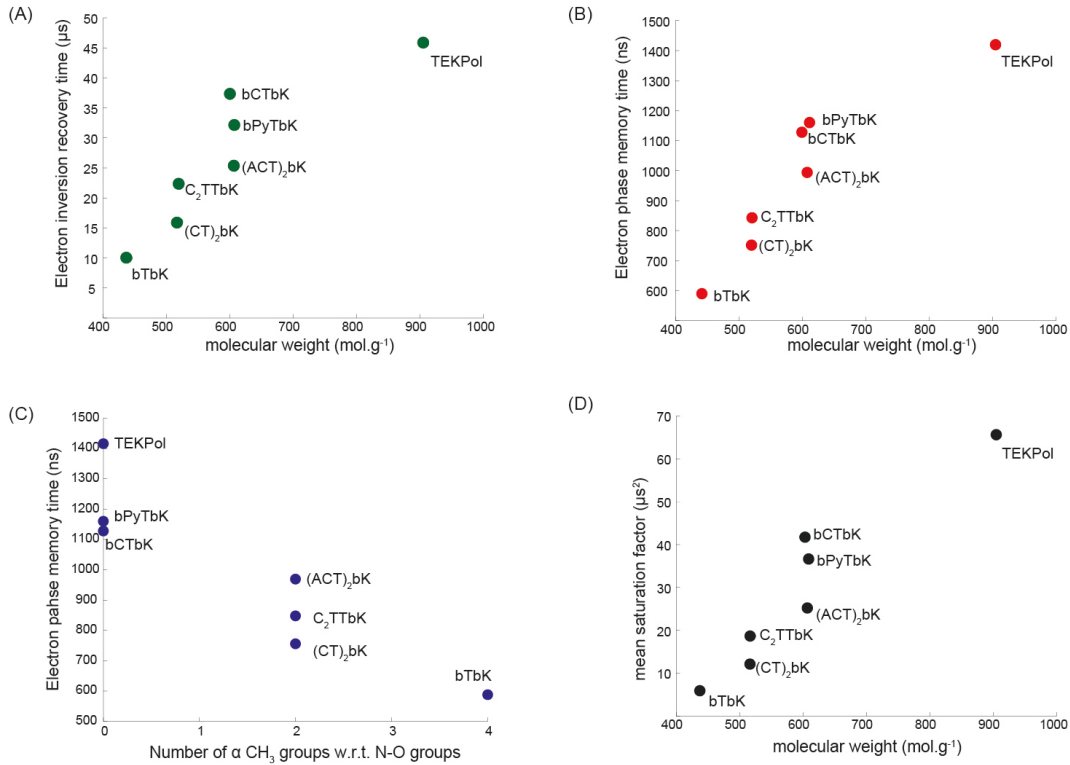 (A)
Electron inversion recovery time (µs)
50
45
40
35
30
25
20
15
10
5
TEKPol
bCTbK
bPyTbK
(ACT)₂bK
C₂TTbK
(CT)₂bK
bTbK
400 500 600 700 800 900 1000
molecular weight (mol.g⁻¹)
(B)
Electron phase memory time (ns)
1500
1400
1300
1200
1100
1000
900
800
700
600
TEKPol
bPyTbK
bCTbK
(ACT)₂bK
C₂TTbK
(CT)₂bK
bTbK
400 500 600 700 800 900 1000
molecular weight (mol.g⁻¹)
(C)
Electron pahse memory time (ns)
1500
1400
1300
1200
1100
1000
900
800
700
600
500
TEKPol
bPyTbK
bCTbK
(ACT)₂bK
C₂TTbK
(CT)₂bK
bTbK
0 1 2 3 4
Number of α CH₃ groups w.r.t. N-O groups
(D)
mean saturation factor (µs²)
70
60
50
40
30
20
10
TEKPol
bCTbK
bPyTbK
(ACT)₂bK
C₂TTbK
(CT)₂bK
bTbK
400 500 600 700 800 900 1000
molecular weight (mol.g⁻¹)